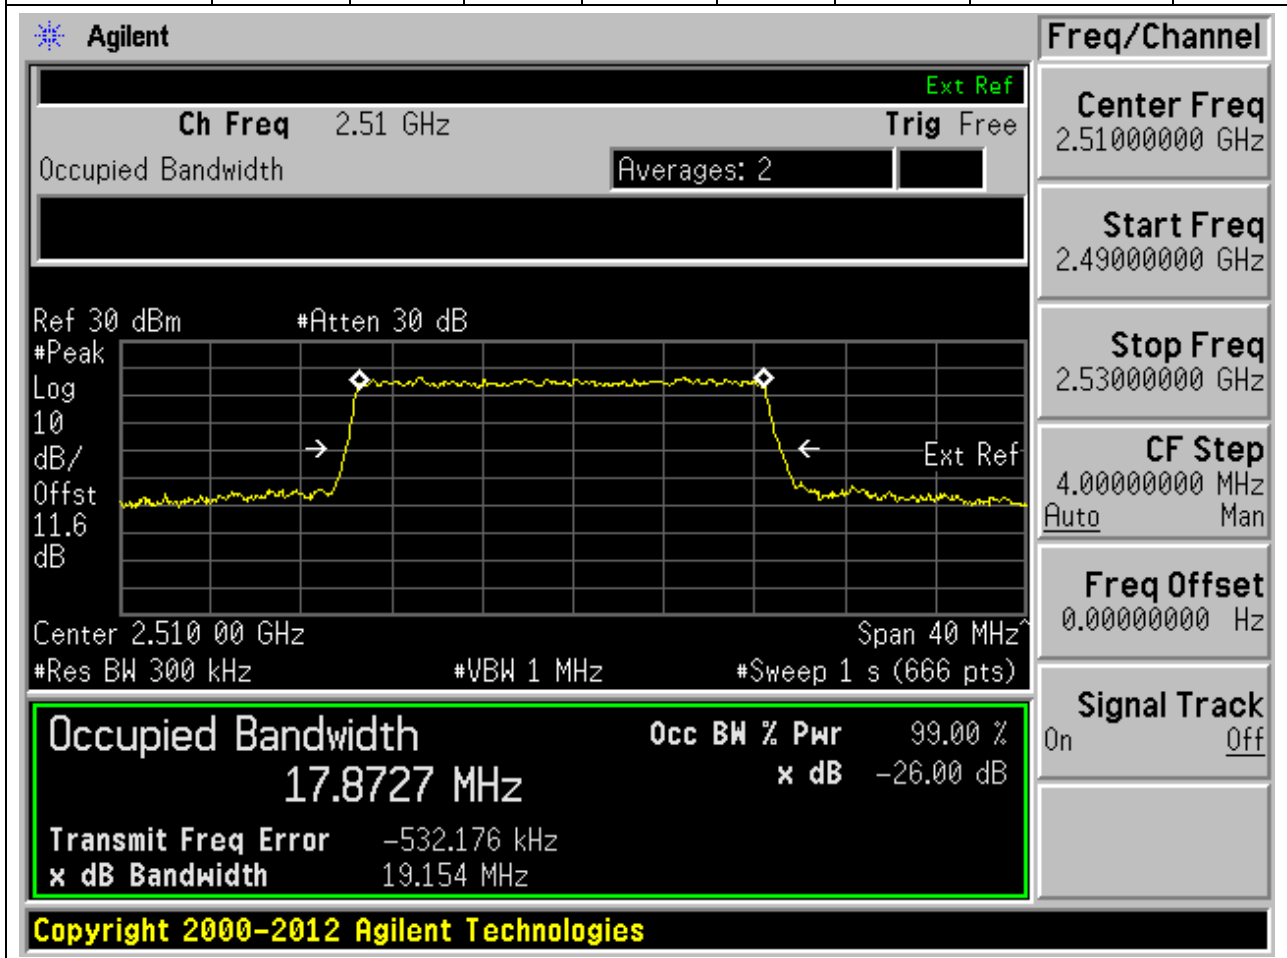 Agilent
Freq/Channel
Ext Ref
Ch Freq 2.51 GHz Trig Free
Occupied Bandwidth Averages: 2
Center Freq
2.51000000 GHz
Start Freq
2.49000000 GHz
Stop Freq
2.53000000 GHz
CF Step
4.00000000 MHz
Auto Man
Freq Offset
0.00000000 Hz
Signal Track
On Off
Ref 30 dBm #Atten 30 dB
#Peak
Log
10
dB/
Offst
11.6
dB
Ext Ref
Center 2.510 00 GHz Span 40 MHz^
#Res BW 300 kHz #VBW 1 MHz #Sweep 1 s (666 pts)
Occupied Bandwidth Occ BW % Pwr 99.00 %
17.8727 MHz x dB -26.00 dB
Transmit Freq Error -532.176 kHz
x dB Bandwidth 19.154 MHz
Copyright 2000-2012 Agilent Technologies